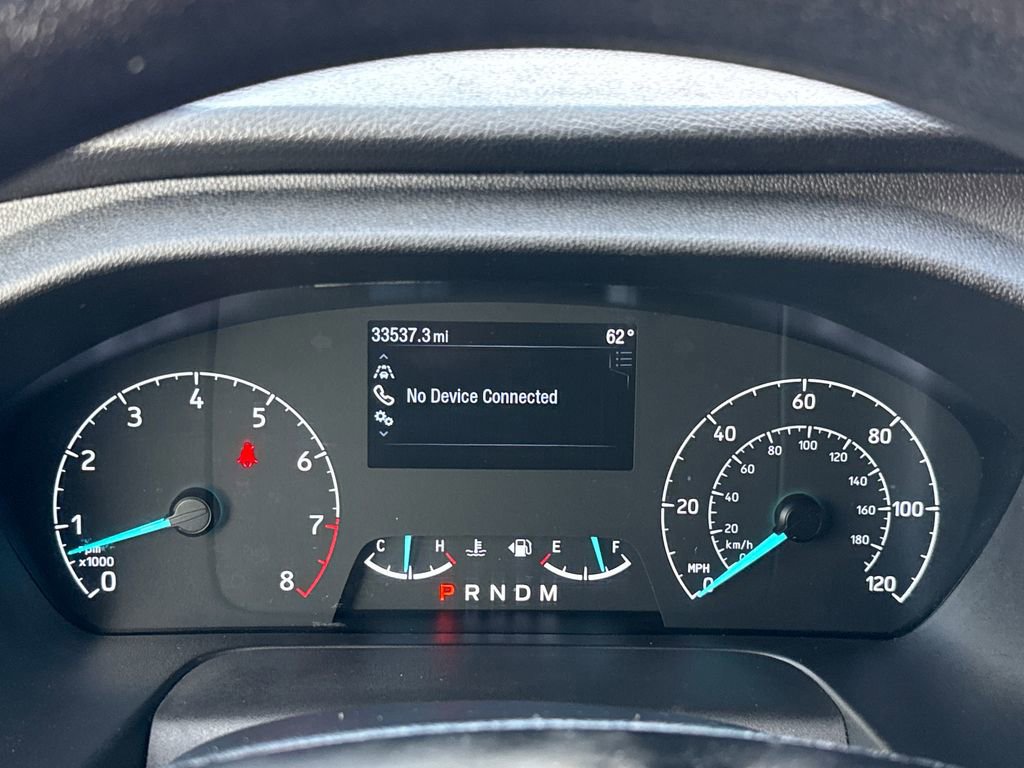 33537.3 mi 62°
No Device Connected
0 1 2 3 4 5 6 7 8
rpm
x1000
C H
E F
P R N D M
0 20 40 60 80 100 120
MPH
20 40 60 80 100 120 140 160 180
km/h